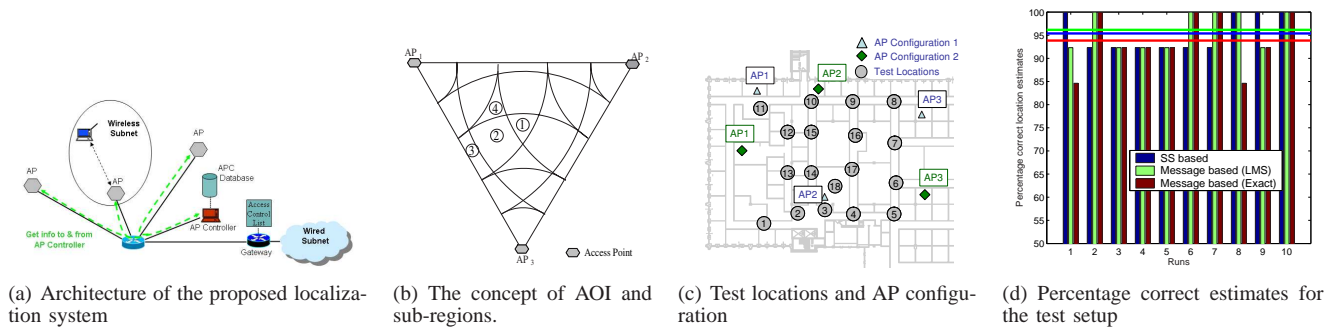 Wireless
Subnet
AP
AP
AP
APC
Database
AP Controller
Access
Control
List
Gateway
Wired
Subnet
Get info to & from
AP Controller
(a) Architecture of the proposed localiza-
tion system
AP1
AP2
4
1
2
3
AP3
Access Point
(b) The concept of AOI and
sub-regions.
AP Configuration 1
AP Configuration 2
Test Locations
AP1
AP2
AP3
11
10
9
8
AP1
12
15
16
7
13
14
17
6
18
AP2
AP3
1
2
3
4
5
(c) Test locations and AP configu-
ration
Percentage correct location estimates
100
95
90
85
80
75
70
65
60
55
50
SS based
Message based (LMS)
Message based (Exact)
1 2 3 4 5 6 7 8 9 10
Runs
(d) Percentage correct estimates for
the test setup